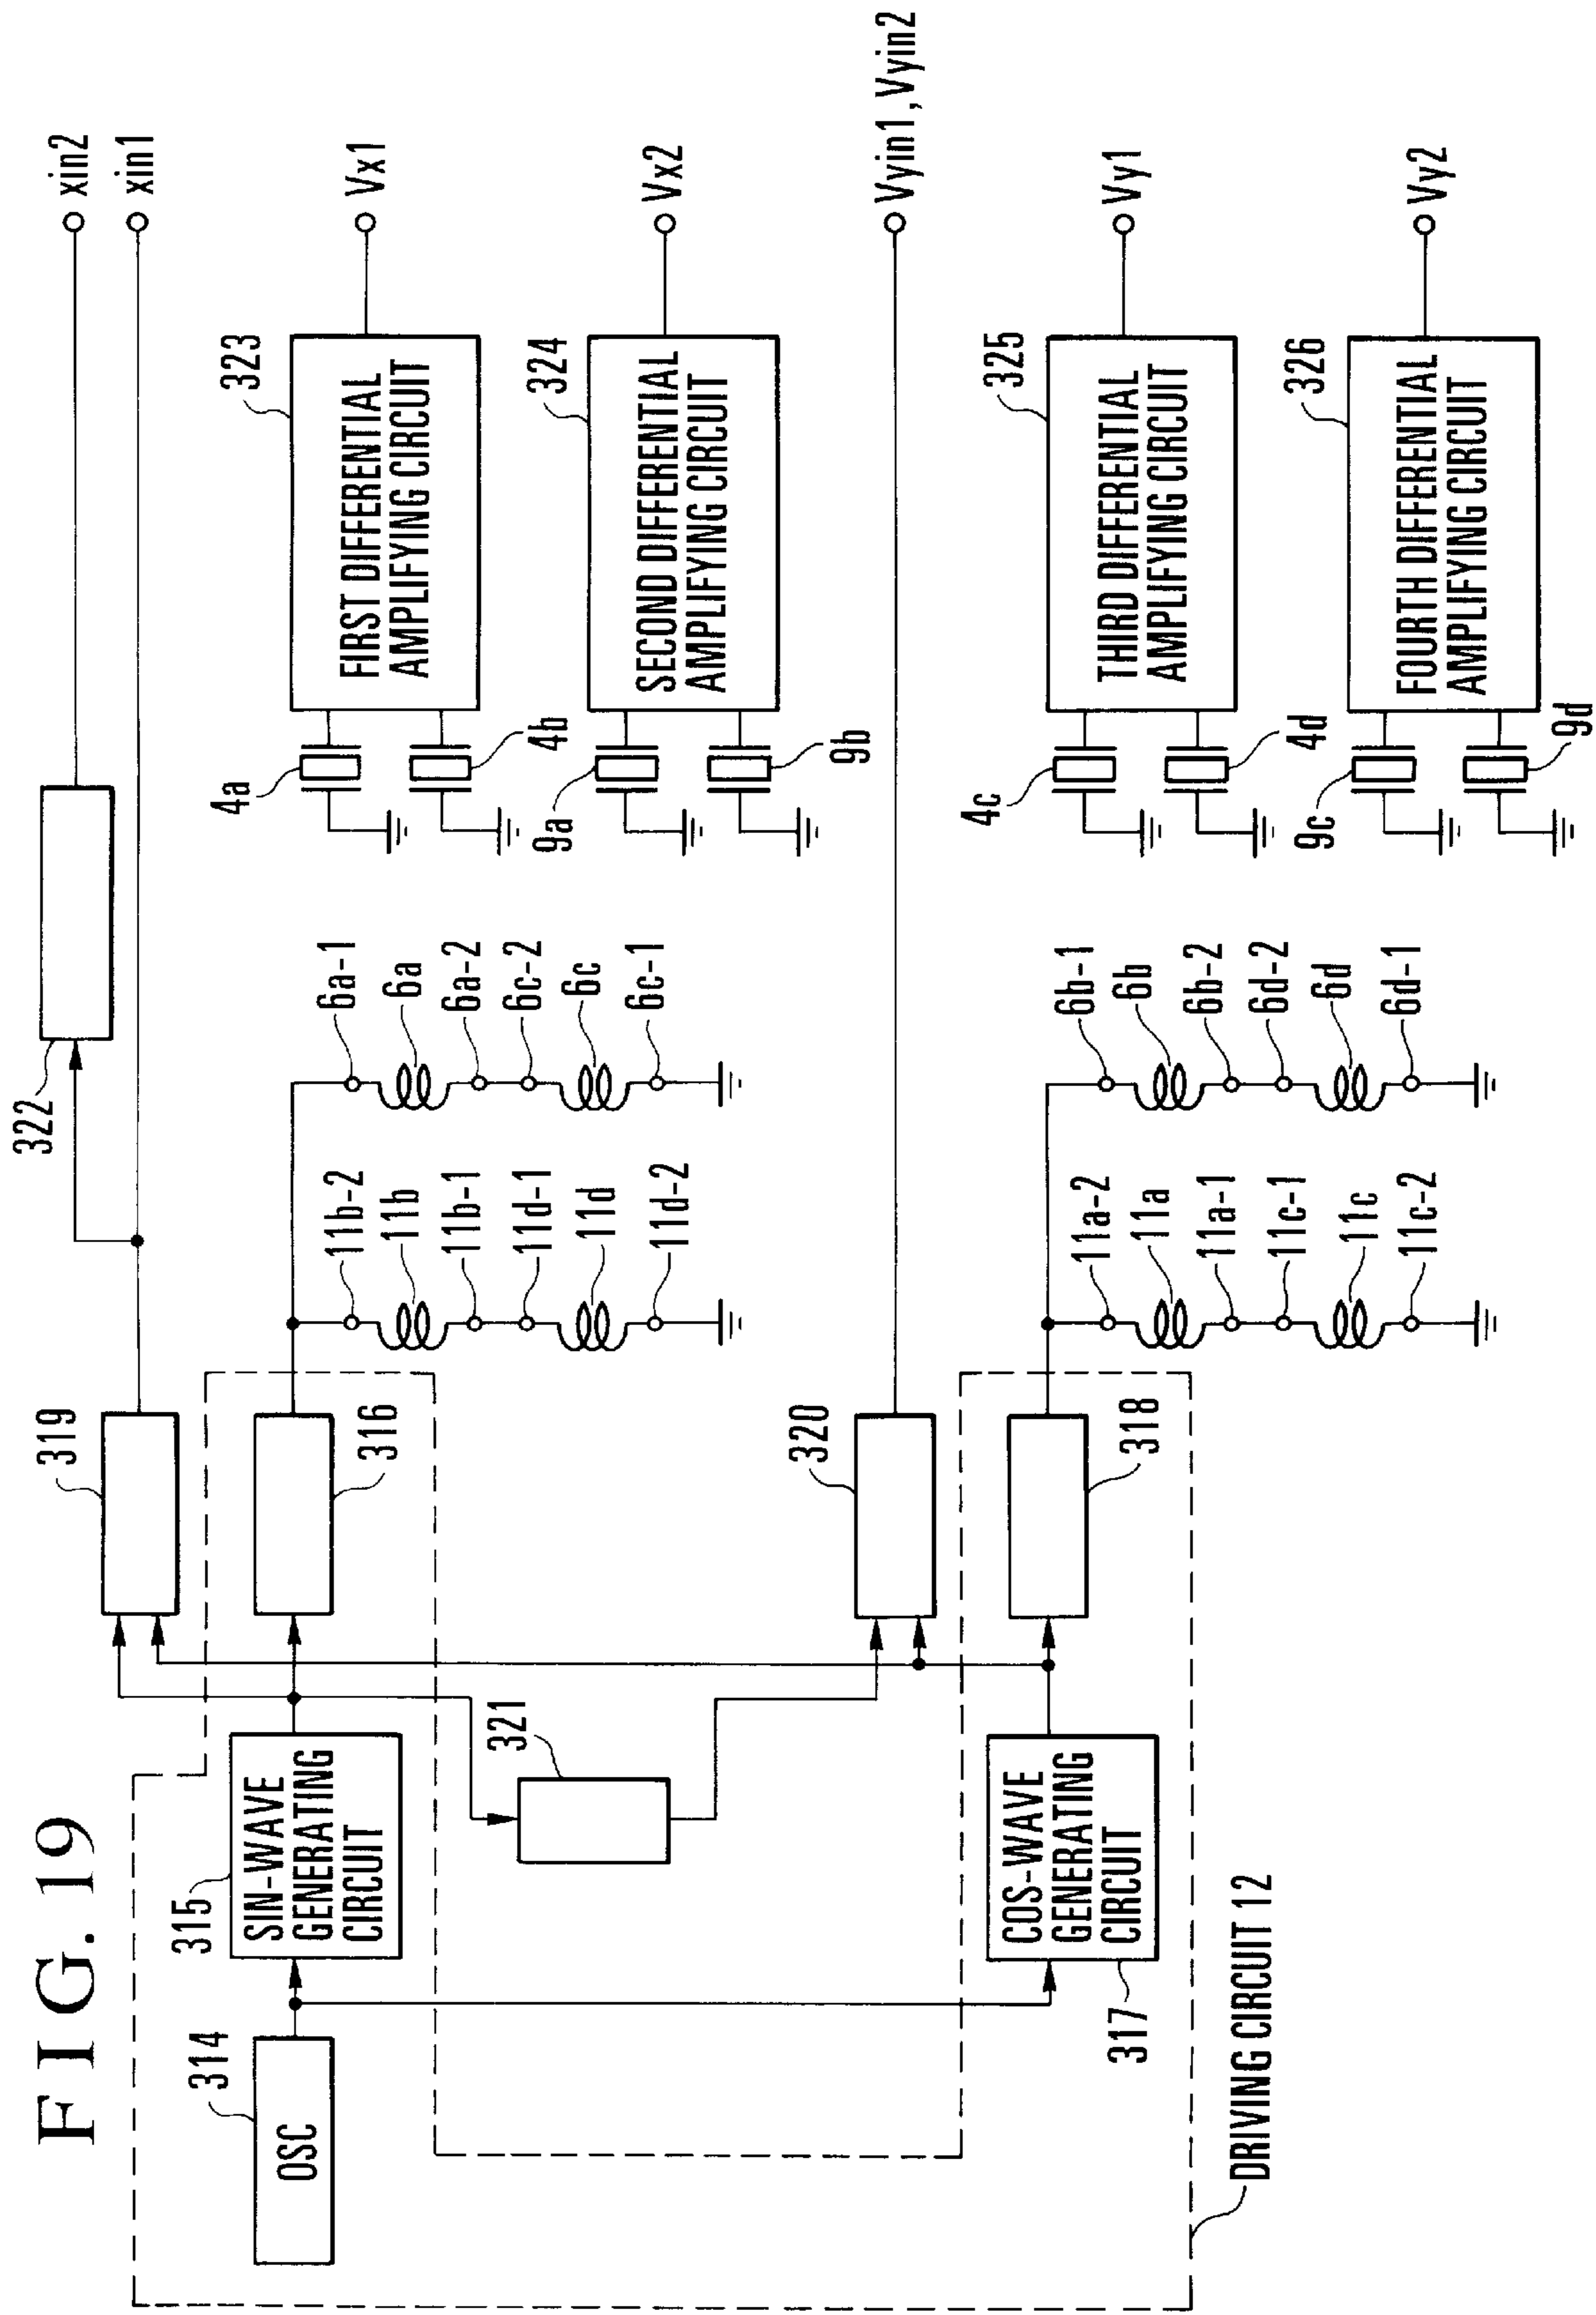 FIG. 19
xin2
xin1
322
319
323
FIRST DIFFERENTIAL
AMPLIFYING CIRCUIT
Vx1
4a
4b
324
SECOND DIFFERENTIAL
AMPLIFYING CIRCUIT
Vx2
9a
9b
314
OSC
315
SIN-WAVE
GENERATING
CIRCUIT
316
11b-2
11b
11b-1
11d-1
11d
11d-2
6a-1
6a
6a-2
6c-2
6c
6c-1
321
320
Vyin1, Vyin2
317
COS-WAVE
GENERATING
CIRCUIT
318
11a-2
11a
11a-1
11c-1
11c
11c-2
6b-1
6b
6b-2
6d-2
6d
6d-1
325
THIRD DIFFERENTIAL
AMPLIFYING CIRCUIT
Vy1
4c
4d
326
FOURTH DIFFERENTIAL
AMPLIFYING CIRCUIT
Vy2
9c
9d
DRIVING CIRCUIT 12